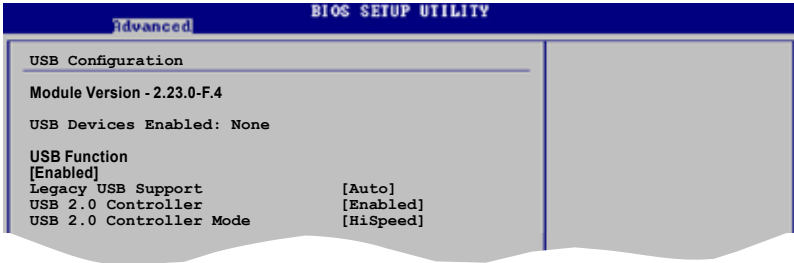 BIOS SETUP UTILITY
Advanced
USB Configuration
Module Version - 2.23.0-F.4
USB Devices Enabled: None
USB Function
[Enabled]
Legacy USB Support [Auto]
USB 2.0 Controller [Enabled]
USB 2.0 Controller Mode [HiSpeed]